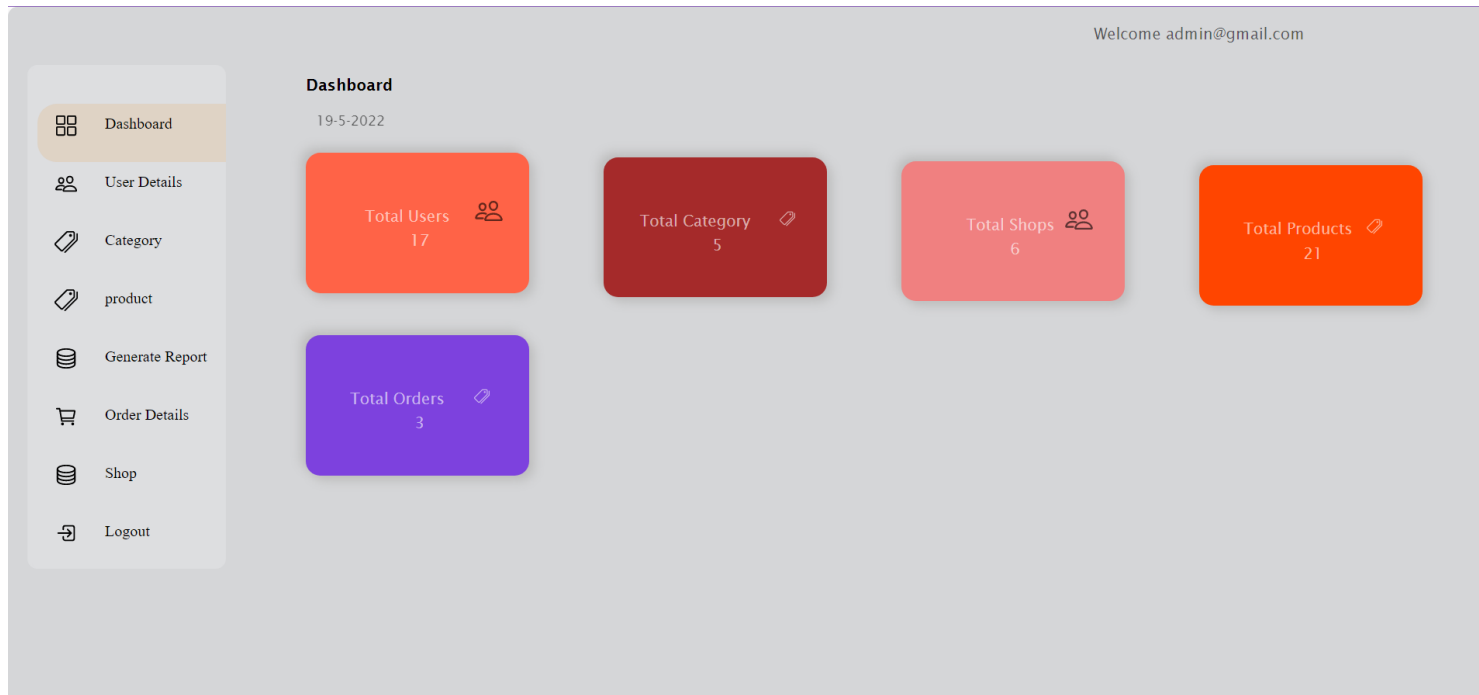 Welcome admin@gmail.com
Dashboard
User Details
Category
product
Generate Report
Order Details
Shop
Logout
Dashboard
19-5-2022
Total Users
17
Total Category
5
Total Shops
6
Total Products
21
Total Orders
3